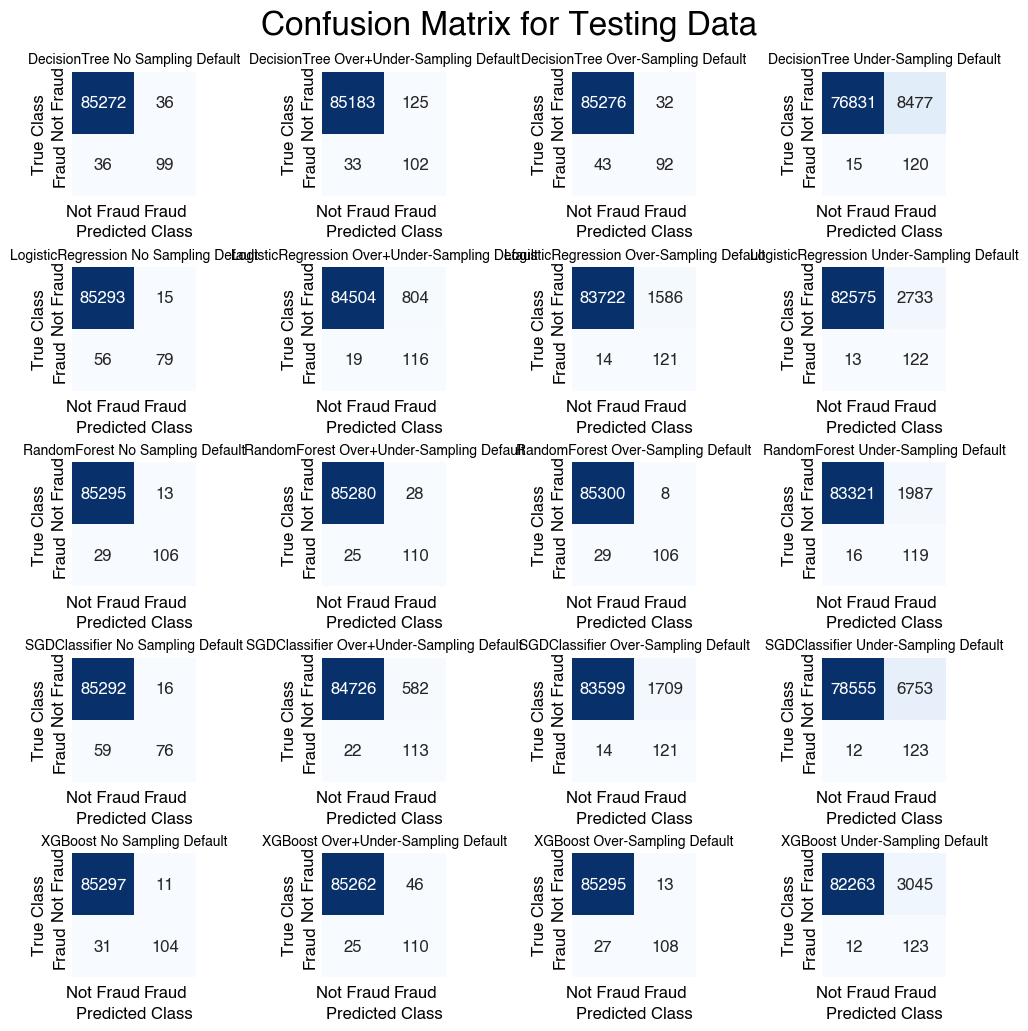 Confusion Matrix for Testing Data
DecisionTree No Sampling Default
DecisionTree Over+Under-Sampling Default
DecisionTree Over-Sampling Default
DecisionTree Under-Sampling Default
True Class
Fraud Not Fraud
85272 36
36 99
Not Fraud Fraud
Predicted Class
True Class
Fraud Not Fraud
85183 125
33 102
Not Fraud Fraud
Predicted Class
True Class
Fraud Not Fraud
85276 32
43 92
Not Fraud Fraud
Predicted Class
True Class
Fraud Not Fraud
76831 8477
15 120
Not Fraud Fraud
Predicted Class
LogisticRegression No Sampling Default
LogisticRegression Over+Under-Sampling Default
LogisticRegression Over-Sampling Default
LogisticRegression Under-Sampling Default
True Class
Fraud Not Fraud
85293 15
56 79
Not Fraud Fraud
Predicted Class
True Class
Fraud Not Fraud
84504 804
19 116
Not Fraud Fraud
Predicted Class
True Class
Fraud Not Fraud
83722 1586
14 121
Not Fraud Fraud
Predicted Class
True Class
Fraud Not Fraud
82575 2733
13 122
Not Fraud Fraud
Predicted Class
RandomForest No Sampling Default
RandomForest Over+Under-Sampling Default
RandomForest Over-Sampling Default
RandomForest Under-Sampling Default
True Class
Fraud Not Fraud
85295 13
29 106
Not Fraud Fraud
Predicted Class
True Class
Fraud Not Fraud
85280 28
25 110
Not Fraud Fraud
Predicted Class
True Class
Fraud Not Fraud
85300 8
29 106
Not Fraud Fraud
Predicted Class
True Class
Fraud Not Fraud
83321 1987
16 119
Not Fraud Fraud
Predicted Class
SGDClassifier No Sampling Default
SGDClassifier Over+Under-Sampling Default
SGDClassifier Over-Sampling Default
SGDClassifier Under-Sampling Default
True Class
Fraud Not Fraud
85292 16
59 76
Not Fraud Fraud
Predicted Class
True Class
Fraud Not Fraud
84726 582
22 113
Not Fraud Fraud
Predicted Class
True Class
Fraud Not Fraud
83599 1709
14 121
Not Fraud Fraud
Predicted Class
True Class
Fraud Not Fraud
78555 6753
12 123
Not Fraud Fraud
Predicted Class
XGBoost No Sampling Default
XGBoost Over+Under-Sampling Default
XGBoost Over-Sampling Default
XGBoost Under-Sampling Default
True Class
Fraud Not Fraud
85297 11
31 104
Not Fraud Fraud
Predicted Class
True Class
Fraud Not Fraud
85262 46
25 110
Not Fraud Fraud
Predicted Class
True Class
Fraud Not Fraud
85295 13
27 108
Not Fraud Fraud
Predicted Class
True Class
Fraud Not Fraud
82263 3045
12 123
Not Fraud Fraud
Predicted Class